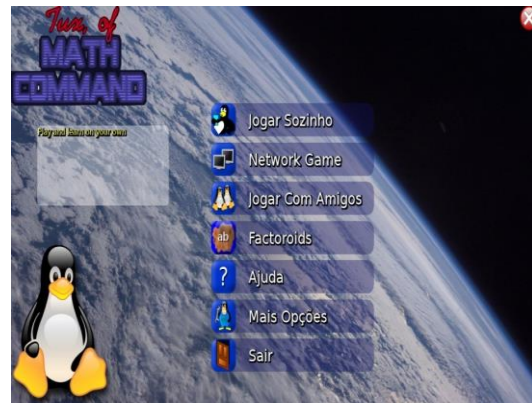 Tux, of
MATH
COMMAND
Play and learn on your own
Jogar Sozinho
Network Game
Jogar Com Amigos
ab
Factoroids
?
Ajuda
Mais Opções
Sair